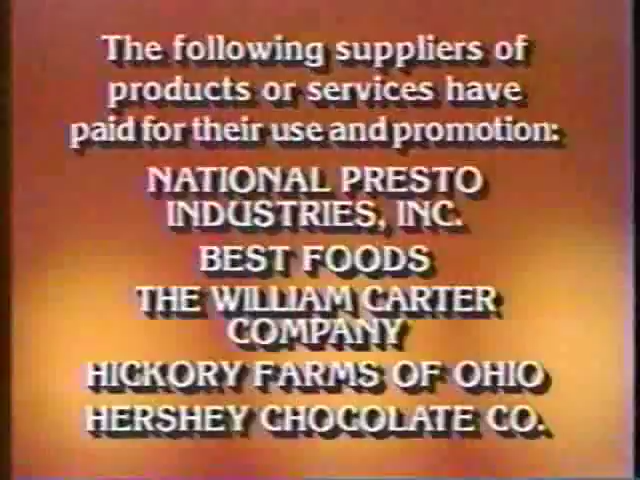 The following suppliers of
products or services have
paid for their use and promotion:
NATIONAL PRESTO
INDUSTRIES, INC.
BEST FOODS
THE WILLIAM CARTER
COMPANY
HICKORY FARMS OF OHIO
HERSHEY CHOCOLATE CO.